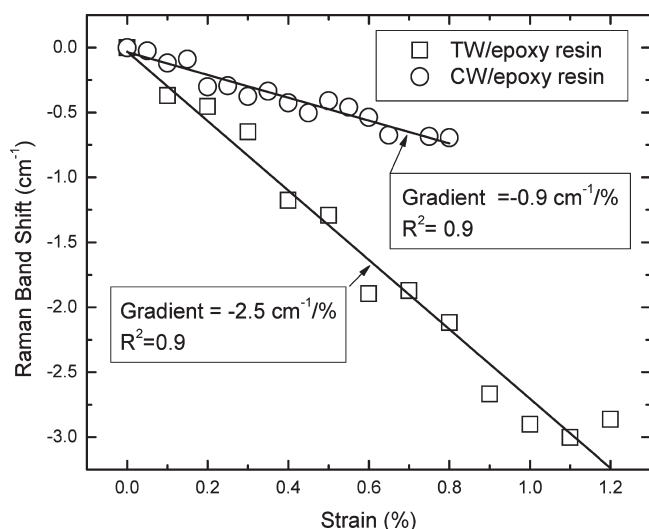 TW/epoxy resin
CW/epoxy resin
Gradient =-0.9 cm⁻¹/%
R²= 0.9
Gradient = -2.5 cm⁻¹/%
R²=0.9
Raman Band Shift (cm⁻¹)
0.0
-0.5
-1.0
-1.5
-2.0
-2.5
-3.0
0.0 0.2 0.4 0.6 0.8 1.0 1.2
Strain (%)